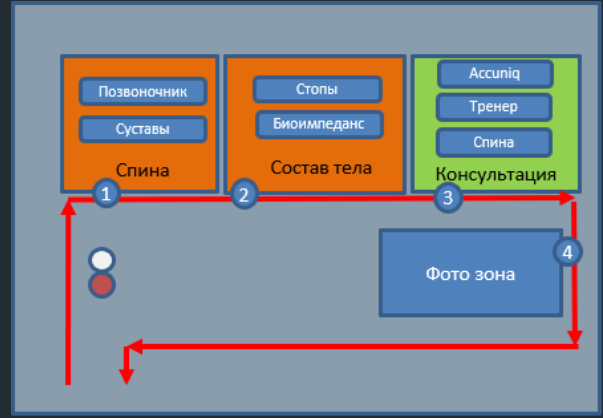 Позвоночник
Суставы
Спина
1
Стопы
Биоимпеданс
Состав тела
2
Accuniq
Тренер
Спина
Консультация
3
Фото зона
4